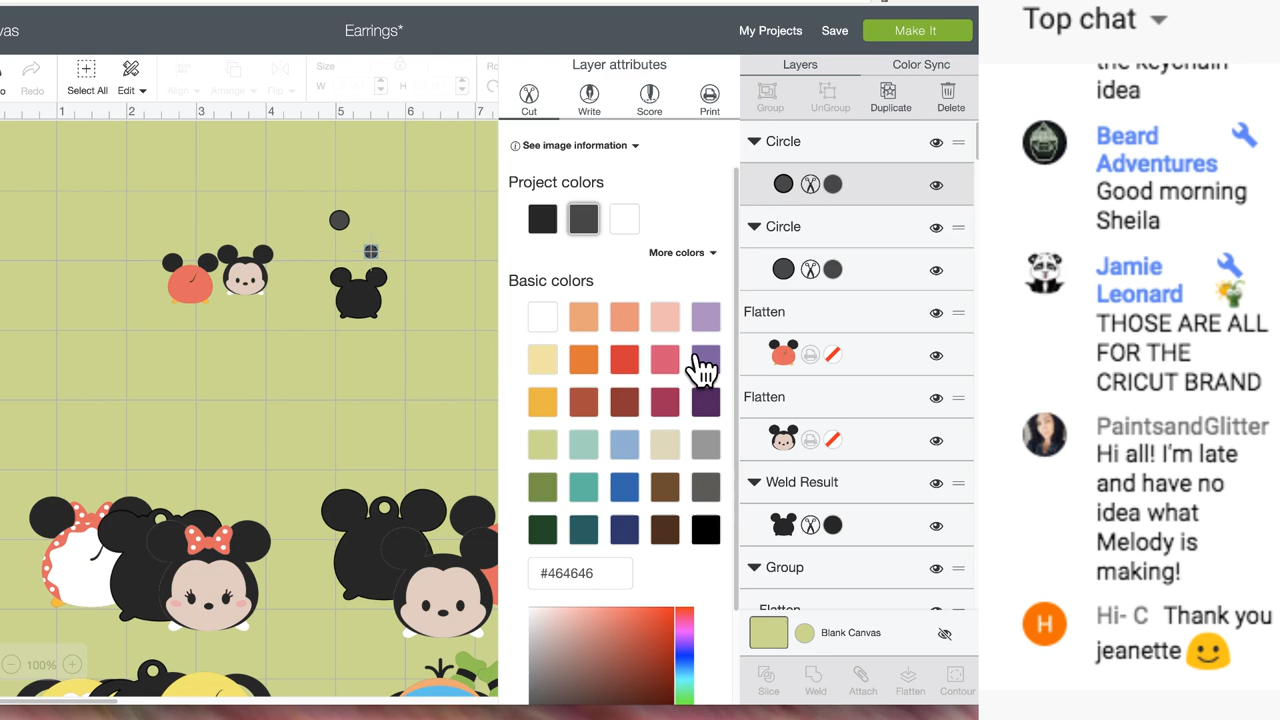 vas
Earrings*
My Projects
Save
Make It
Redo
Select All
Edit
Align
Arrange
Flip
Size
W
H
1 2 3 4 5 6 7
100%
Layer attributes
Cut
Write
Score
Print
See image information
Project colors
More colors
Basic colors
#464646
Layers
Color Sync
Group
UnGroup
Duplicate
Delete
Circle
Circle
Flatten
Flatten
Weld Result
Group
Flatten
Blank Canvas
Slice
Weld
Attach
Flatten
Contour
Top chat
the keychain
idea
Beard
Adventures
Good morning
Sheila
Jamie
Leonard
THOSE ARE ALL
FOR THE
CRICUT BRAND
PaintsandGlitter
Hi all! I'm late
and have no
idea what
Melody is
making!
H
Hi- C Thank you
jeanette